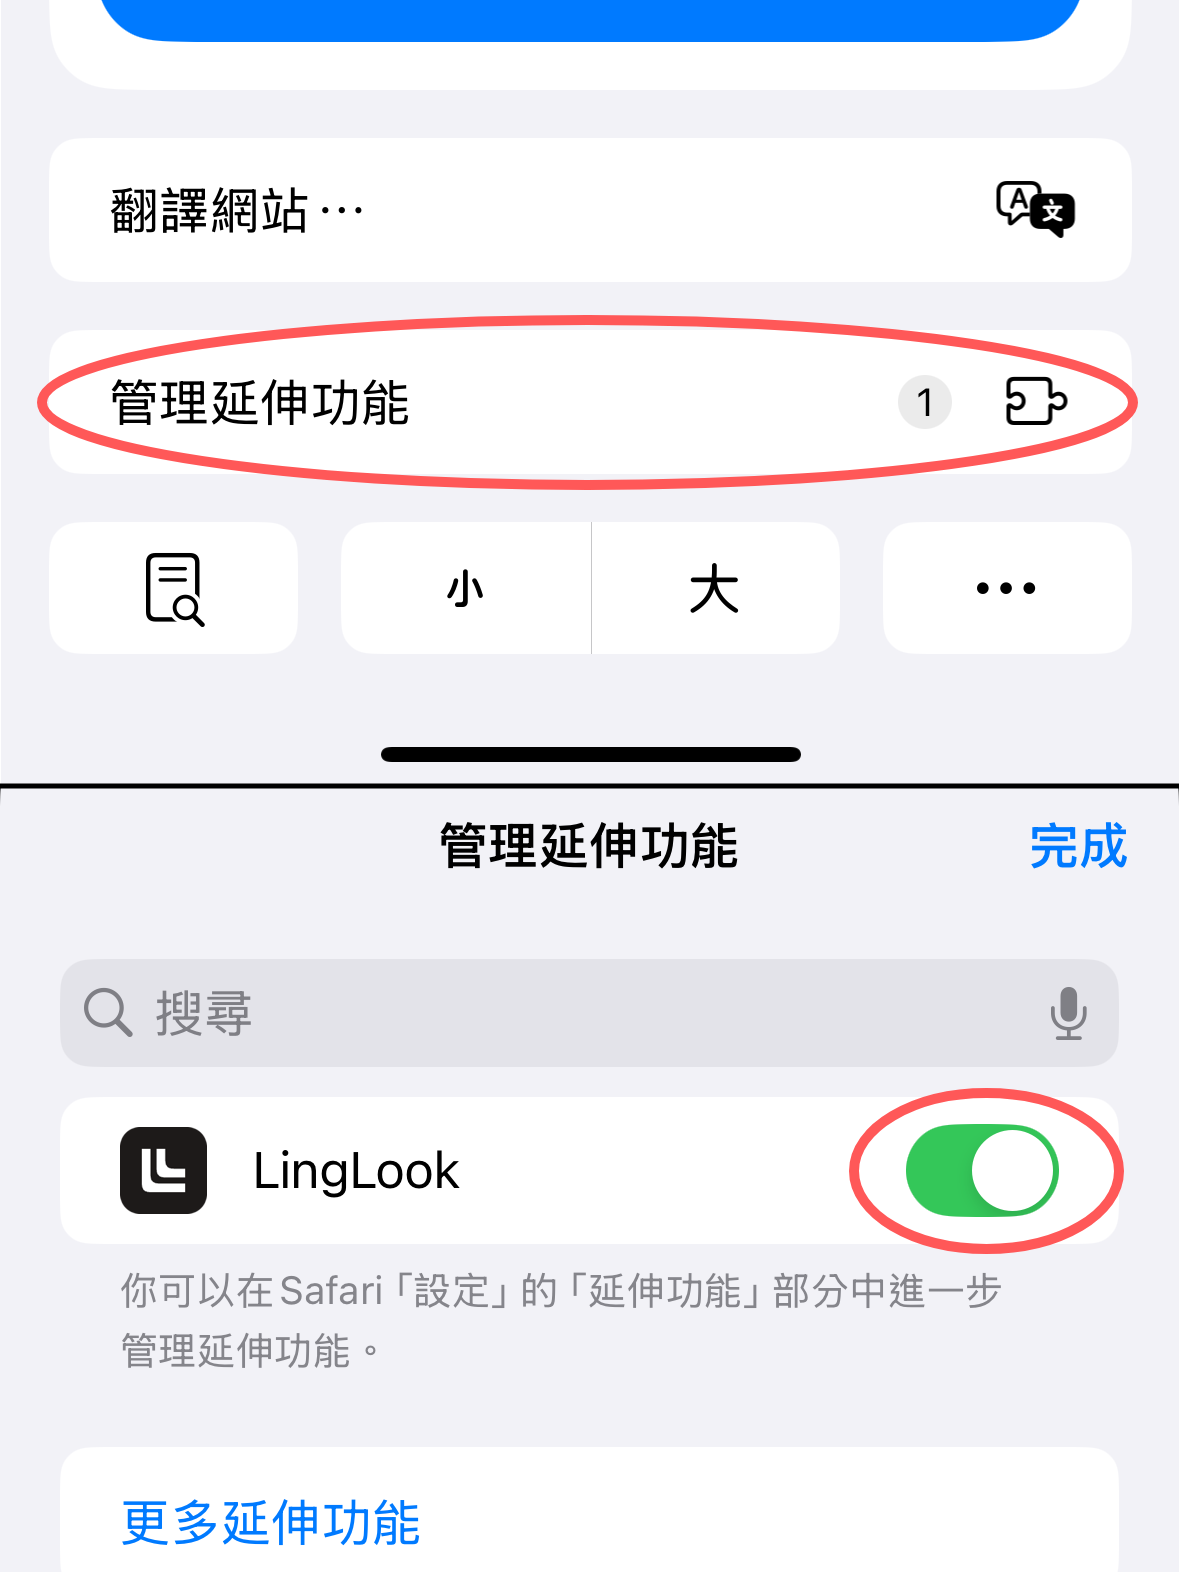 翻譯網站⋯
管理延伸功能 1
小 大
管理延伸功能 完成
搜尋
LingLook
你可以在 Safari「設定」的「延伸功能」部分中進一步
管理延伸功能。
更多延伸功能